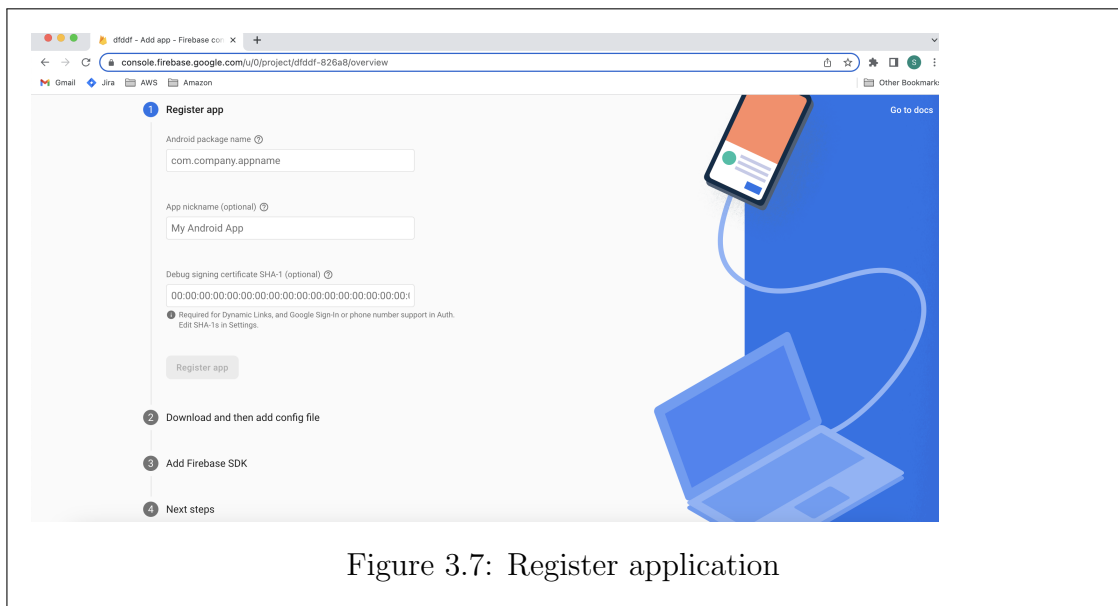 dfddf - Add app - Firebase con
console.firebase.google.com/u/0/project/dfddf-826a8/overview
S
Gmail Jira AWS Amazon Other Bookmarks
1 Register app Go to docs
Android package name
com.company.appname
App nickname (optional)
My Android App
Debug signing certificate SHA-1 (optional)
00:00:00:00:00:00:00:00:00:00:00:00:00:00:00:00:00:
Required for Dynamic Links, and Google Sign-In or phone number support in Auth.
Edit SHA-1s in Settings.
Register app
2 Download and then add config file
3 Add Firebase SDK
4 Next steps
Figure 3.7: Register application